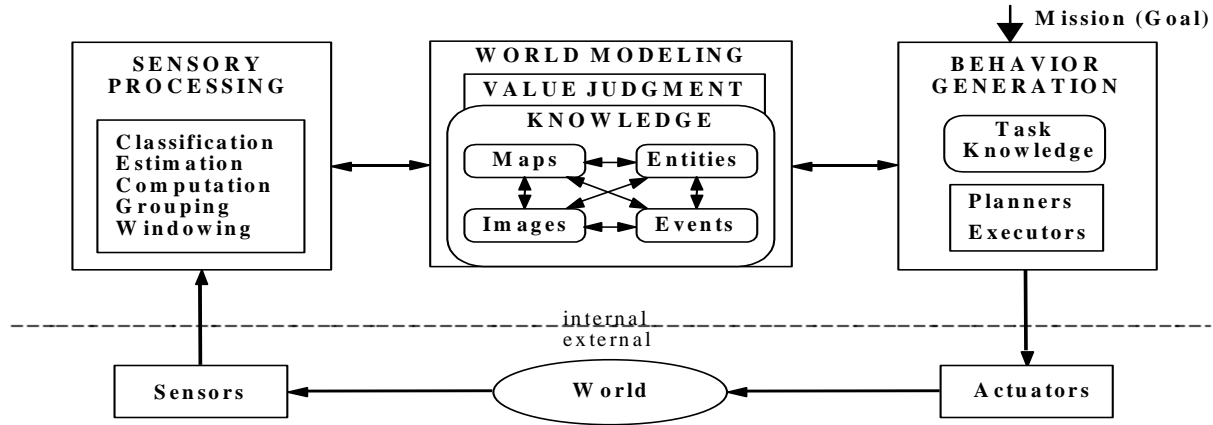 Mission (Goal)
SENSORY
PROCESSING
Classification
Estimation
Computation
Grouping
Windowing
WORLD MODELING
VALUE JUDGMENT
KNOWLEDGE
Maps
Entities
Images
Events
BEHAVIOR
GENERATION
Task
Knowledge
Planners
Executors
internal
external
Sensors
World
Actuators